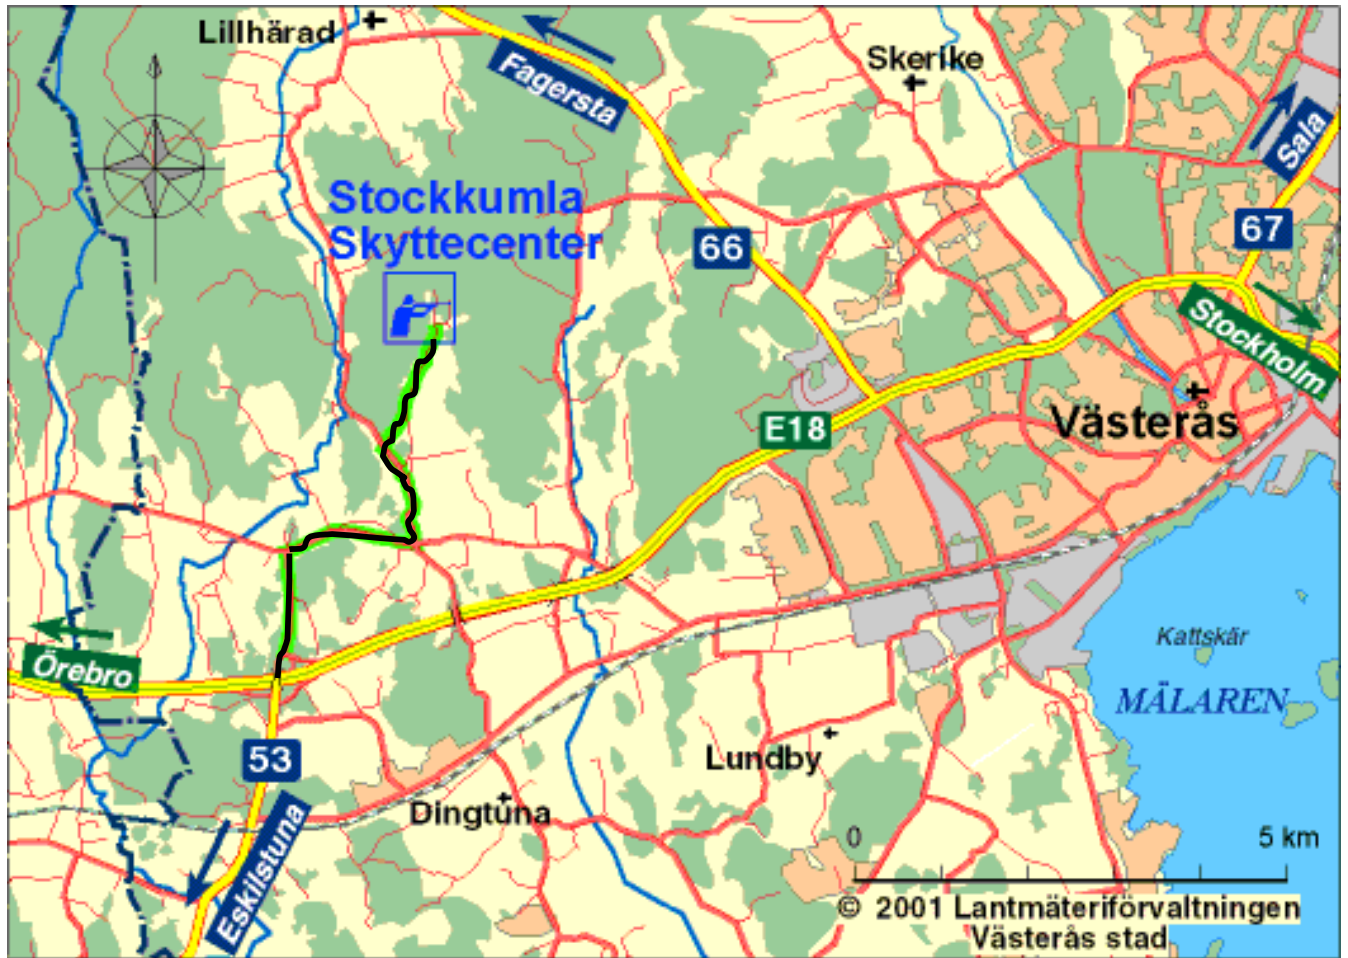 Lillhärad
Fagersta
Skerike
Sala
Stockkumla
Skyttecenter
66
67
Stockholm
E18
Västerås
Örebro
Kattskär
MÄLAREN
53
Lundby
Dingtuna
Eskilstuna
0 5 km
© 2001 Lantmäteriförvaltningen
Västerås stad